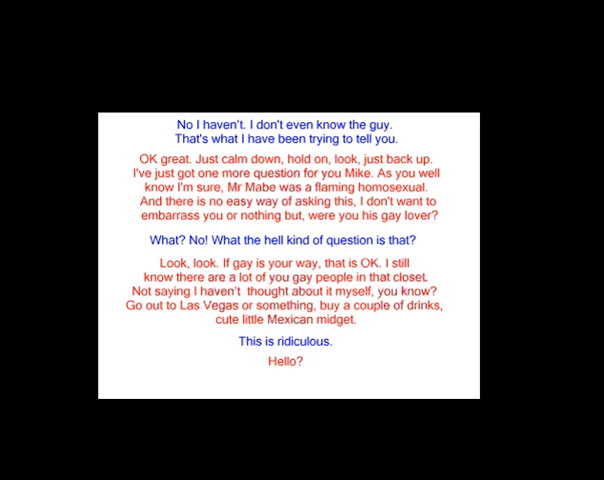 No I haven't. I don't even know the guy.
That's what I have been trying to tell you.
OK great. Just calm down, hold on, look, just back up.
I've just got one more question for you Mike. As you well
know I'm sure, Mr Mabe was a flaming homosexual.
And there is no easy way of asking this, I don't want to
embarrass you or nothing but, were you his gay lover?
What? No! What the hell kind of question is that?
Look, look. If gay is your way, that is OK. I still
know there are a lot of you gay people in that closet.
Not saying I haven't thought about it myself, you know?
Go out to Las Vegas or something, buy a couple of drinks,
cute little Mexican midget.
This is ridiculous.
Hello?